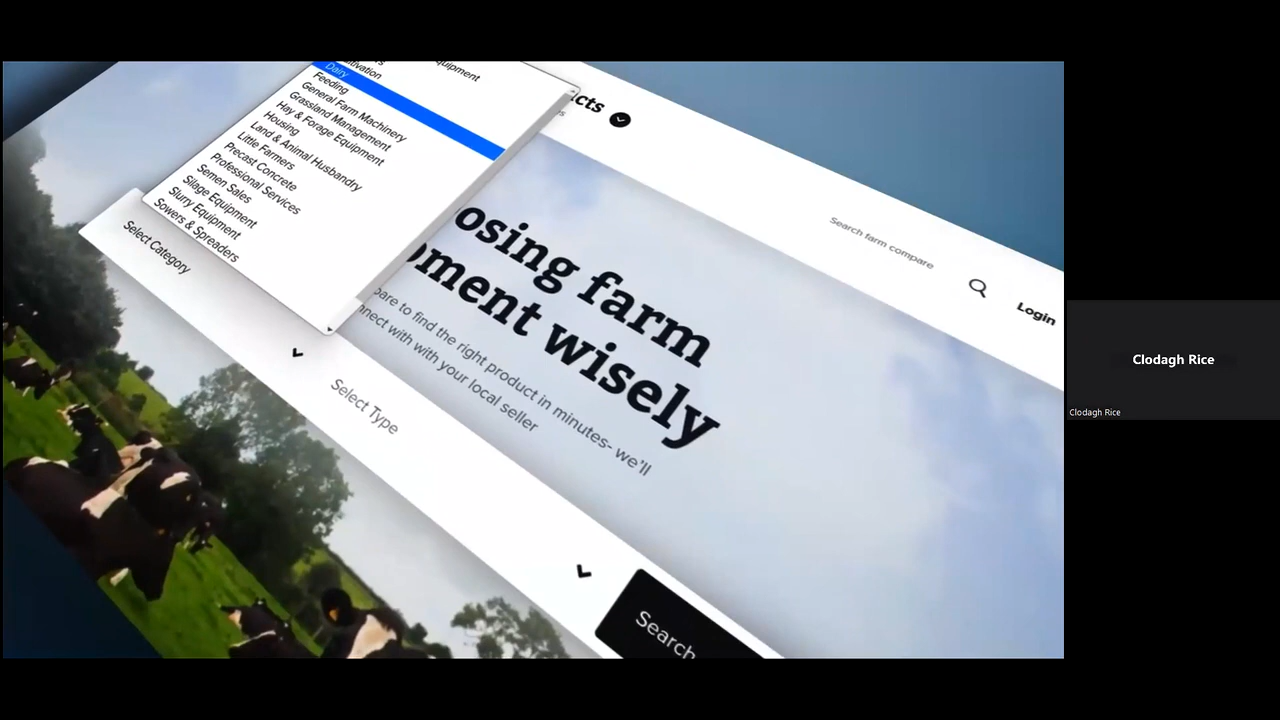 Dairy
Feeding
General Farm Machinery
Grassland Management
Hay & Forage Equipment
Housing
Land & Animal Husbandry
Little Farmers
Precast Concrete
Professional Services
Semen Sales
Silage Equipment
Slurry Equipment
Sowers & Spreaders
Select Category
Select Type
Search
osing farm
ment wisely
to find the right product in minutes- we'll
with with your local seller
Search farm compare
Login
Clodagh Rice
Clodagh Rice